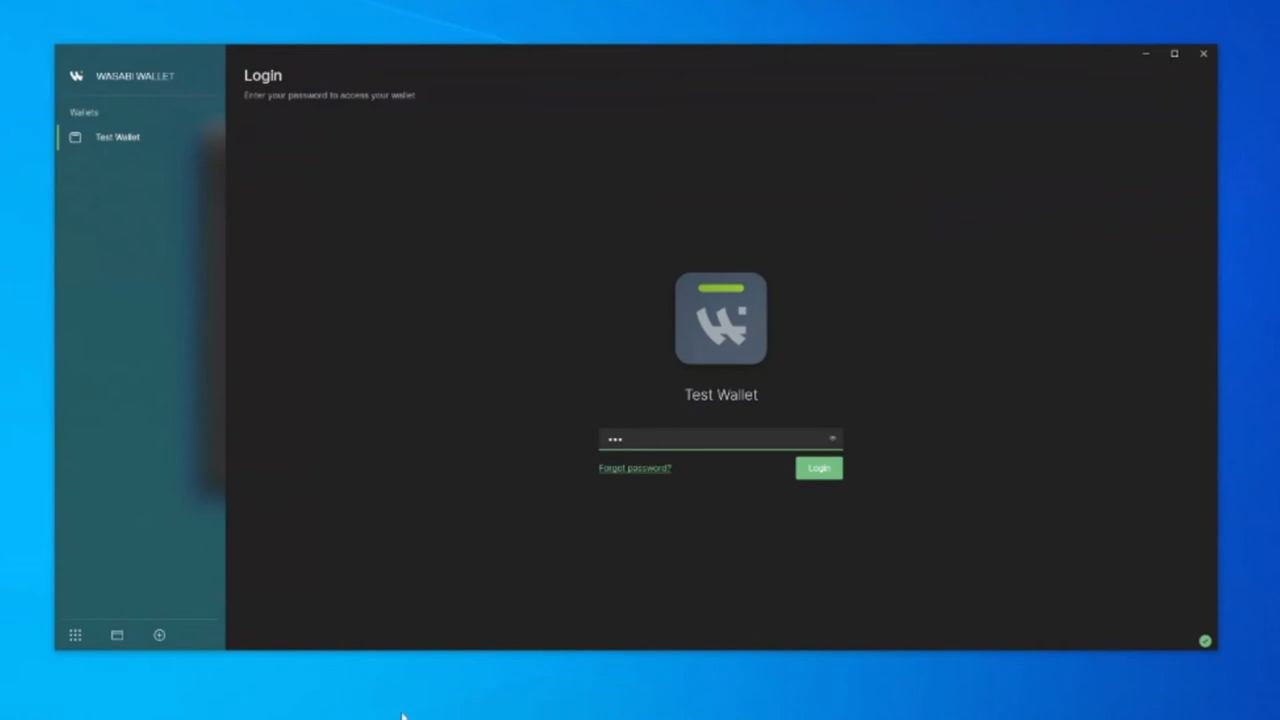 WASABI WALLET
Wallets
Test Wallet
Login
Enter your password to access your wallet
Test Wallet
•••
Forgot password?
Login